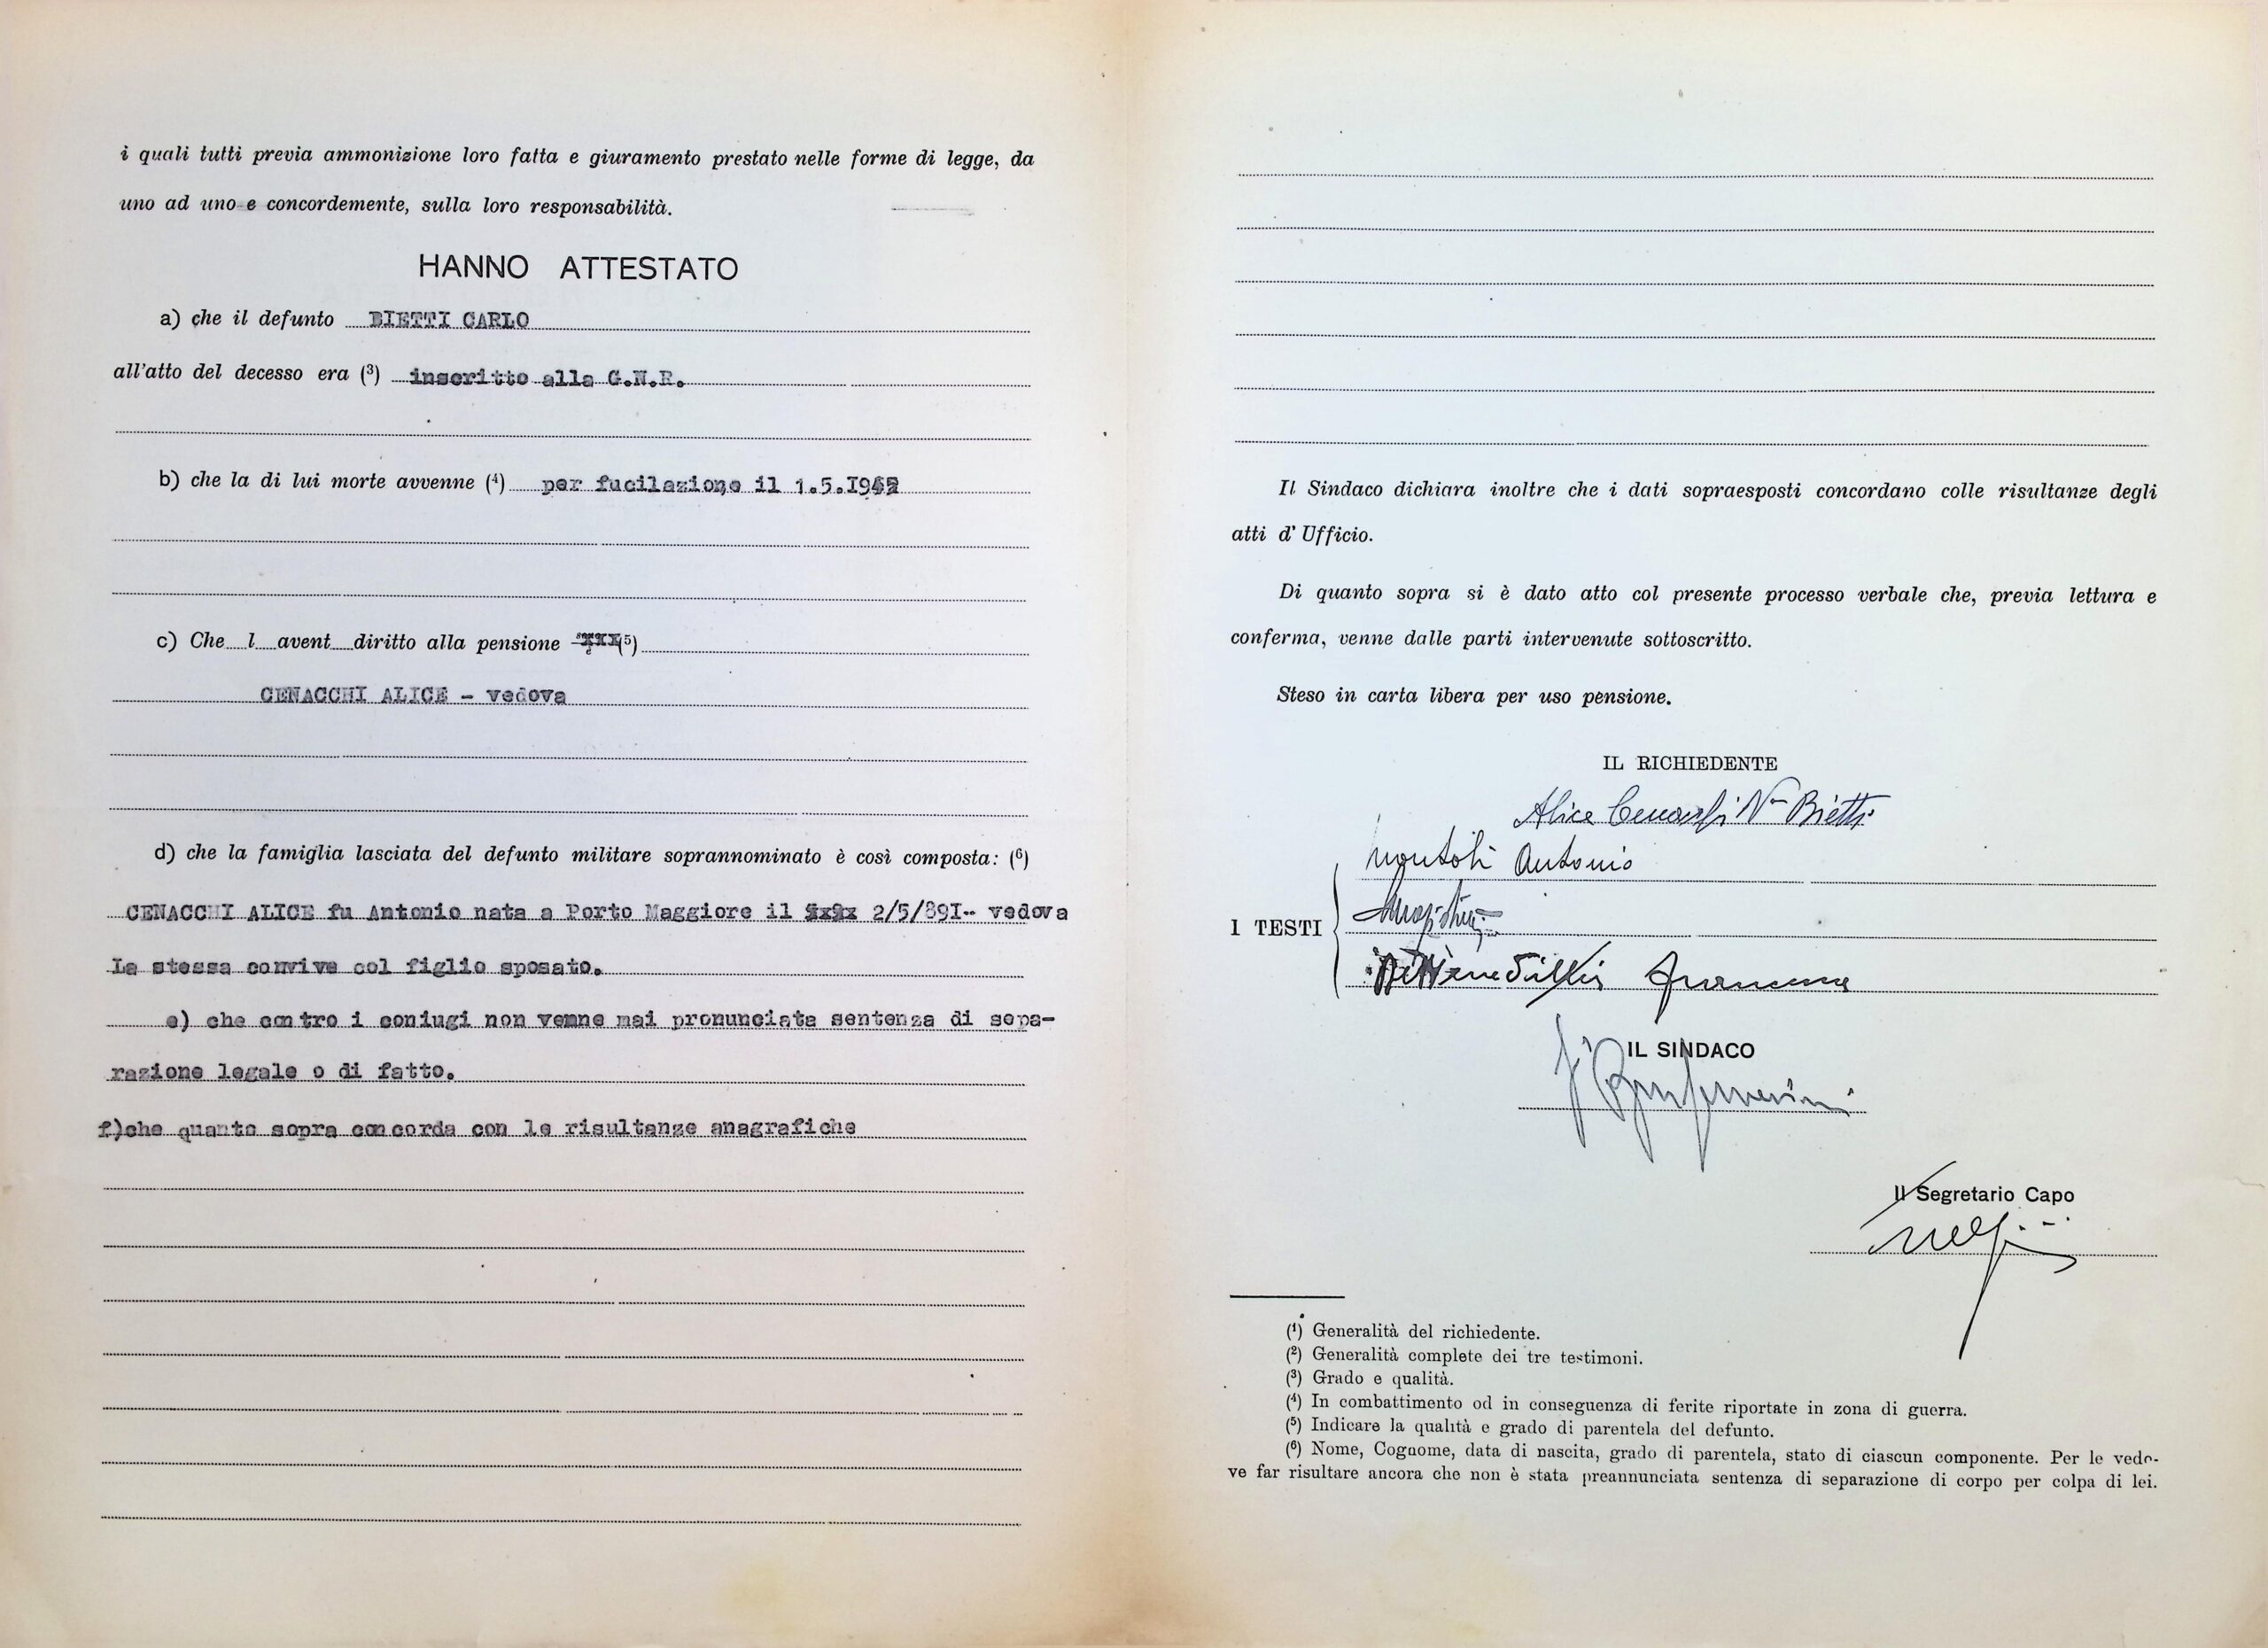 i quali tutti previa ammonizione loro fatta e giuramento prestato nelle forme di legge, da
uno ad uno e concordemente, sulla loro responsabilità.
HANNO ATTESTATO
a) che il defunto BIETTI CARLO
all'atto del decesso era (3) inscritto alla G.N.R.
b) che la di lui morte avvenne (4) per fucilazione il 1.5.1945
c) Che l avent diritto alla pensione (5)
CENACCHI ALICE - vedova
d) che la famiglia lasciata del defunto militare soprannominato è così composta: (6)
CENACCHI ALICE fu Antonio nata a Porto Maggiore il 2/5/89I- vedova
La stessa convive col figlio sposato.
e) che contro i coniugi non venne mai pronunciata sentenza di sepa-
razione legale o di fatto.
f)che quanto sopra concorda con le risultanze anagrafiche
Il Sindaco dichiara inoltre che i dati sopraesposti concordano colle risultanze degli
atti d'Ufficio.
Di quanto sopra si è dato atto col presente processo verbale che, previa lettura e
conferma, venne dalle parti intervenute sottoscritto.
Steso in carta libera per uso pensione.
IL RICHIEDENTE
Alice Cenacchi Va Bietti
Antonio
I TESTI
IL SINDACO
Il Segretario Capo
(1) Generalità del richiedente.
(2) Generalità complete dei tre testimoni.
(3) Grado e qualità.
(4) In combattimento od in conseguenza di ferite riportate in zona di guerra.
(5) Indicare la qualità e grado di parentela del defunto.
(6) Nome, Cognome, data di nascita, grado di parentela, stato di ciascun componente. Per le vedo-
ve far risultare ancora che non è stata preannunciata sentenza di separazione di corpo per colpa di lei.